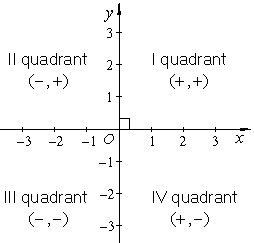 y
3
II quadrant I quadrant
2
(−,+) (+,+)
1
−3 −2 −1 O 1 2 3 x
−1
III quadrant −2 IV quadrant
(−,−) (+,−)
−3